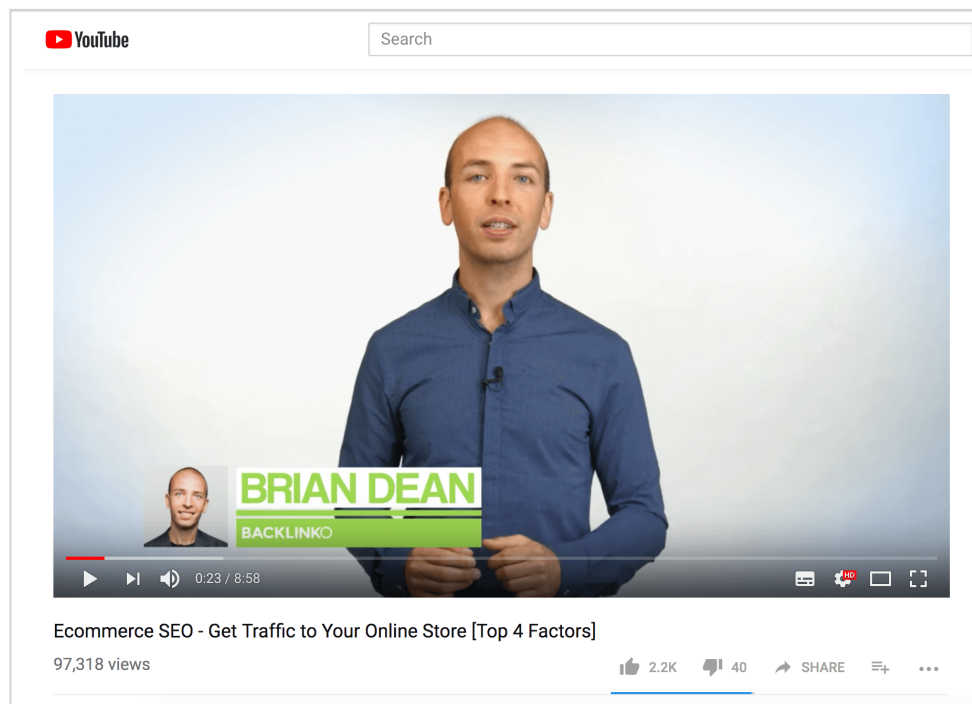 YouTube
Search
BRIAN DEAN
BACKLINKO
0:23 / 8:58
HD
Ecommerce SEO - Get Traffic to Your Online Store [Top 4 Factors]
97,318 views
2.2K
40
SHARE